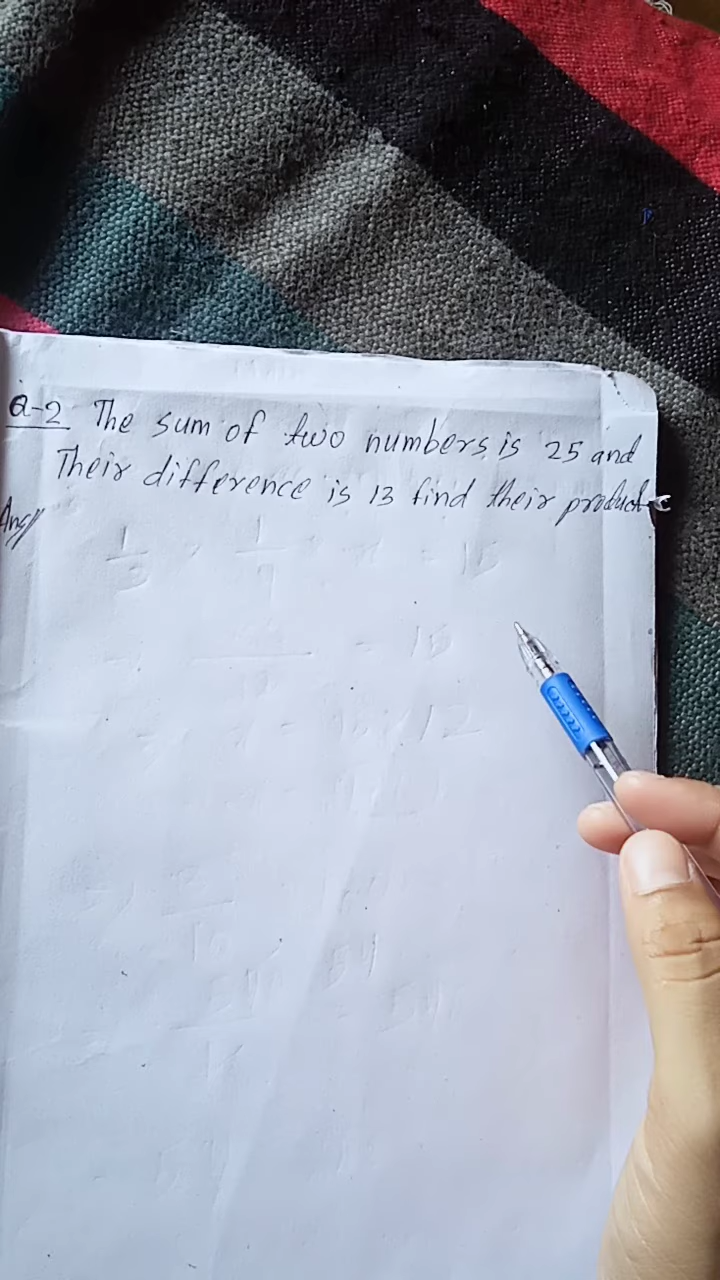 Q-2 The sum of two numbers is 25 and
Their difference is 13 find their product
Ans//